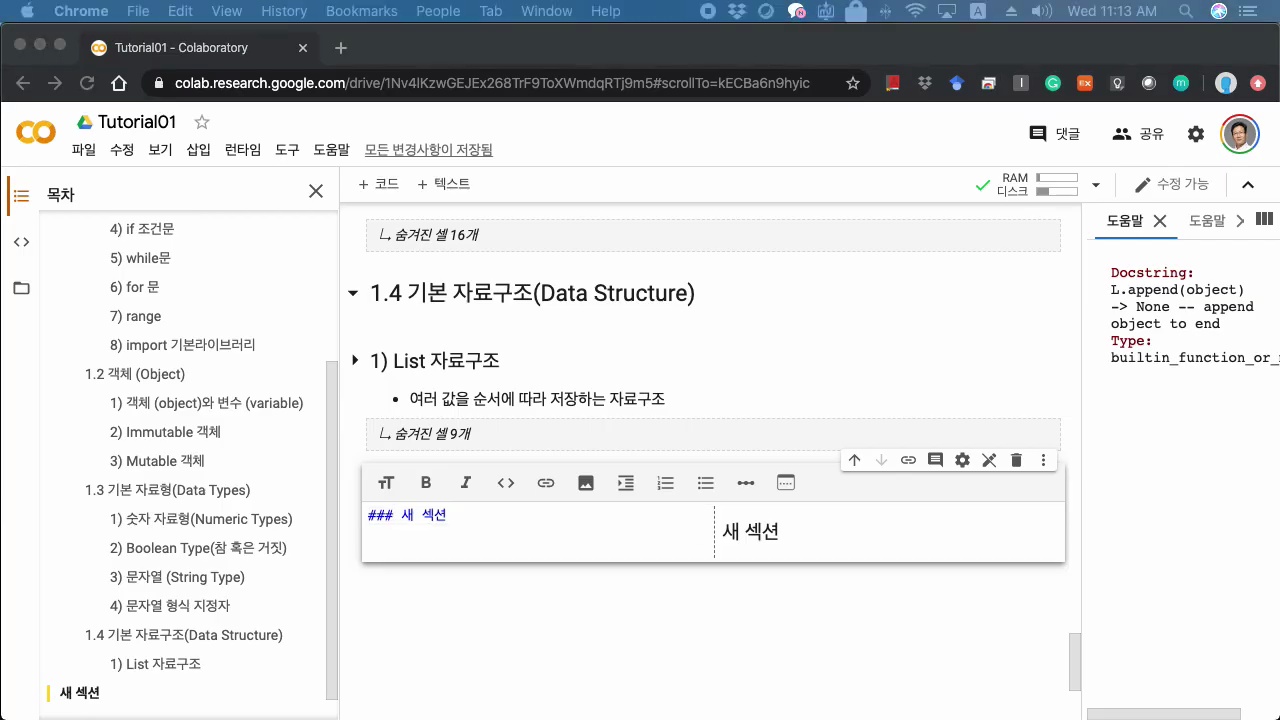 Chrome File Edit View History Bookmarks People Tab Window Help Wed 11:13 AM
Tutorial01 - Colaboratory
colab.research.google.com/drive/1Nv4lKzwGEJEx268TrF9ToXWmdqRTj9m5#scrollTo=kECBa6n9hyic
Tutorial01
댓글
공유
파일 수정 보기 삽입 런타임 도구 도움말 모든 변경사항이 저장됨
목차
+ 코드 + 텍스트
RAM
디스크
수정 가능
4) if 조건문
5) while문
6) for 문
7) range
8) import 기본라이브러리
1.2 객체 (Object)
1) 객체 (object)와 변수 (variable)
2) Immutable 객체
3) Mutable 객체
1.3 기본 자료형(Data Types)
1) 숫자 자료형(Numeric Types)
2) Boolean Type(참 혹은 거짓)
3) 문자열 (String Type)
4) 문자열 형식 지정자
1.4 기본 자료구조(Data Structure)
1) List 자료구조
새 섹션
숨겨진 셀 16개
1.4 기본 자료구조(Data Structure)
1) List 자료구조
• 여러 값을 순서에 따라 저장하는 자료구조
숨겨진 셀 9개
### 새 섹션
새 섹션
도움말 도움말
Docstring:
L.append(object)
-> None -- append
object to end
Type:
builtin_function_or_